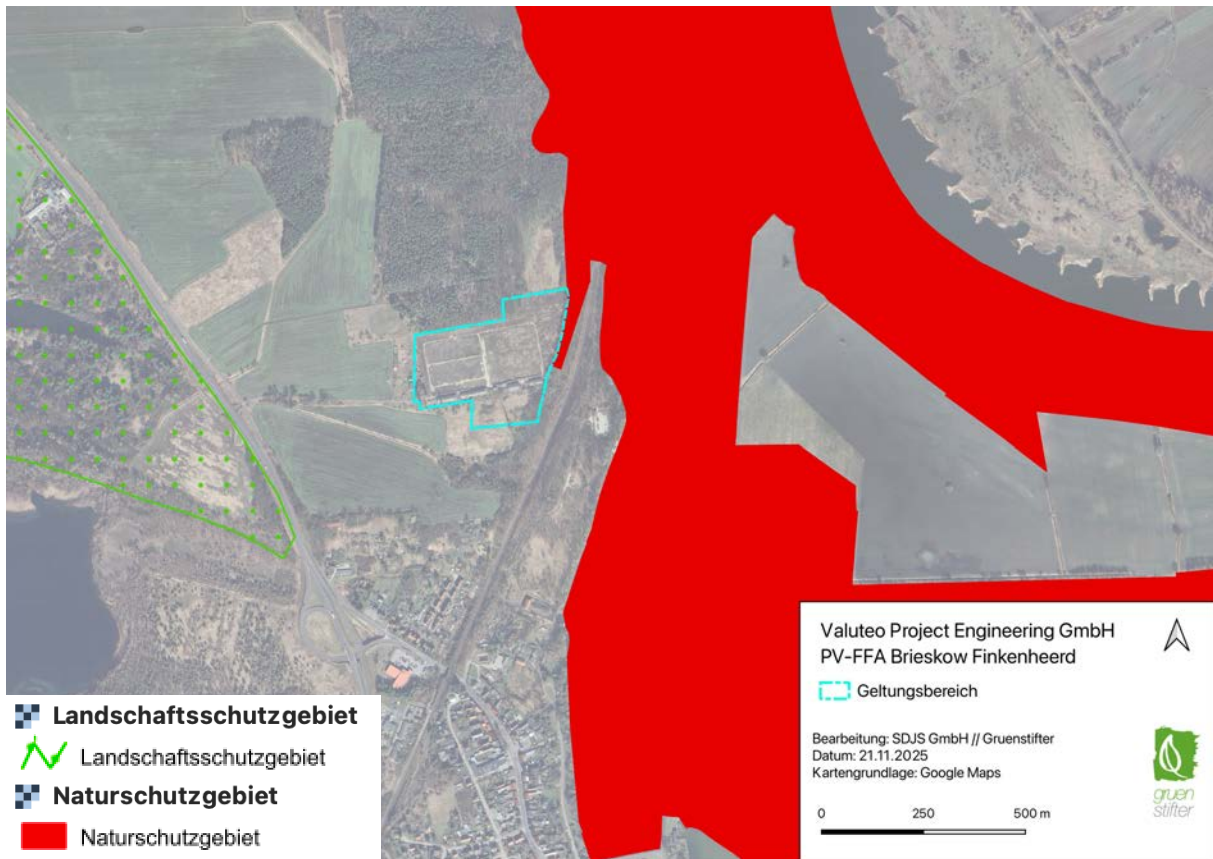 Landschaftsschutzgebiet
Landschaftsschutzgebiet
Naturschutzgebiet
Naturschutzgebiet
Valuteo Project Engineering GmbH
PV-FFA Brieskow Finkenheerd
Geltungsbereich
Bearbeitung: SDJS GmbH // Gruenstifter
Datum: 21.11.2025
Kartengrundlage: Google Maps
0 250 500 m
gruen
stifter